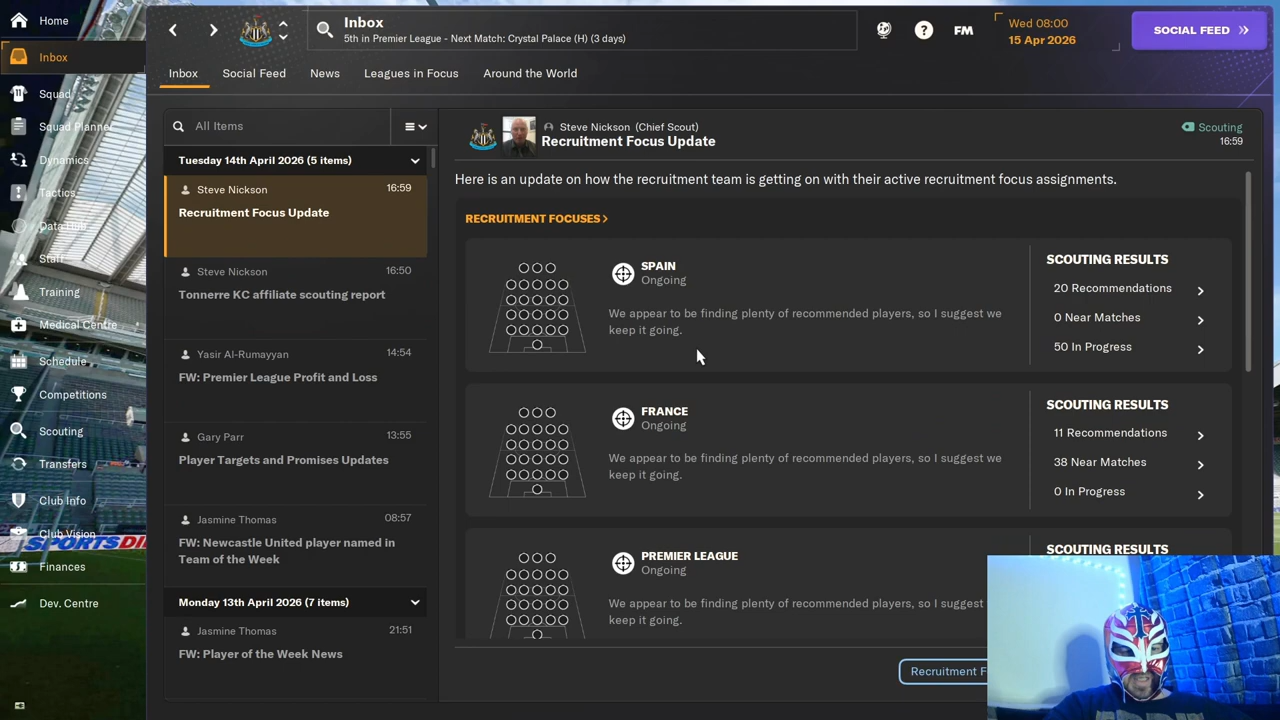 Home
Inbox
Squad
Squad Planner
Dynamics
Tactics
Data Hub
Staff
Training
Medical Centre
Schedule
Competitions
Scouting
Transfers
Club Info
Club Vision
SPORTS DI
Finances
Dev. Centre
Inbox
5th in Premier League - Next Match: Crystal Palace (H) (3 days)
?
FM
Wed 08:00
15 Apr 2026
SOCIAL FEED
Inbox
Social Feed
News
Leagues in Focus
Around the World
All Items
Tuesday 14th April 2026 (5 items)
Steve Nickson 16:59
Recruitment Focus Update
Steve Nickson 16:50
Tonnerre KC affiliate scouting report
Yasir Al-Rumayyan 14:54
FW: Premier League Profit and Loss
Gary Parr 13:55
Player Targets and Promises Updates
Jasmine Thomas 08:57
FW: Newcastle United player named in
Team of the Week
Monday 13th April 2026 (7 items)
Jasmine Thomas 21:51
FW: Player of the Week News
Steve Nickson (Chief Scout)
Recruitment Focus Update
Scouting
16:59
Here is an update on how the recruitment team is getting on with their active recruitment focus assignments.
RECRUITMENT FOCUSES >
SPAIN
Ongoing
We appear to be finding plenty of recommended players, so I suggest we
keep it going.
SCOUTING RESULTS
20 Recommendations
0 Near Matches
50 In Progress
FRANCE
Ongoing
We appear to be finding plenty of recommended players, so I suggest we
keep it going.
SCOUTING RESULTS
11 Recommendations
38 Near Matches
0 In Progress
PREMIER LEAGUE
Ongoing
We appear to be finding plenty of recommended players, so I suggest
keep it going.
SCOUTING RESULTS
Recruitment F